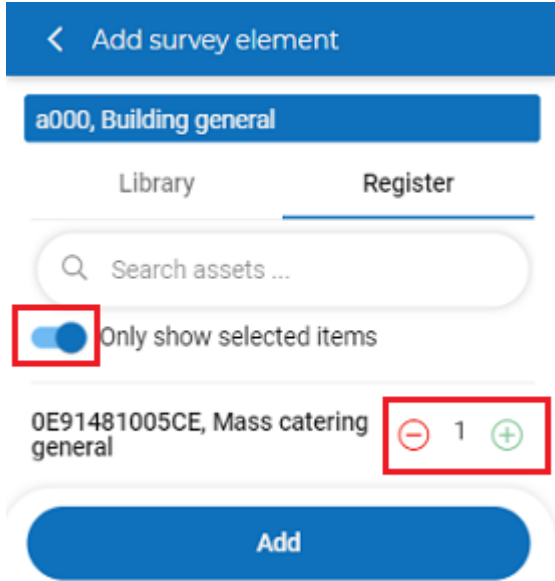 Add survey element
a000, Building general
Library Register
Search assets ...
Only show selected items
0E91481005CE, Mass catering
general
1
Add